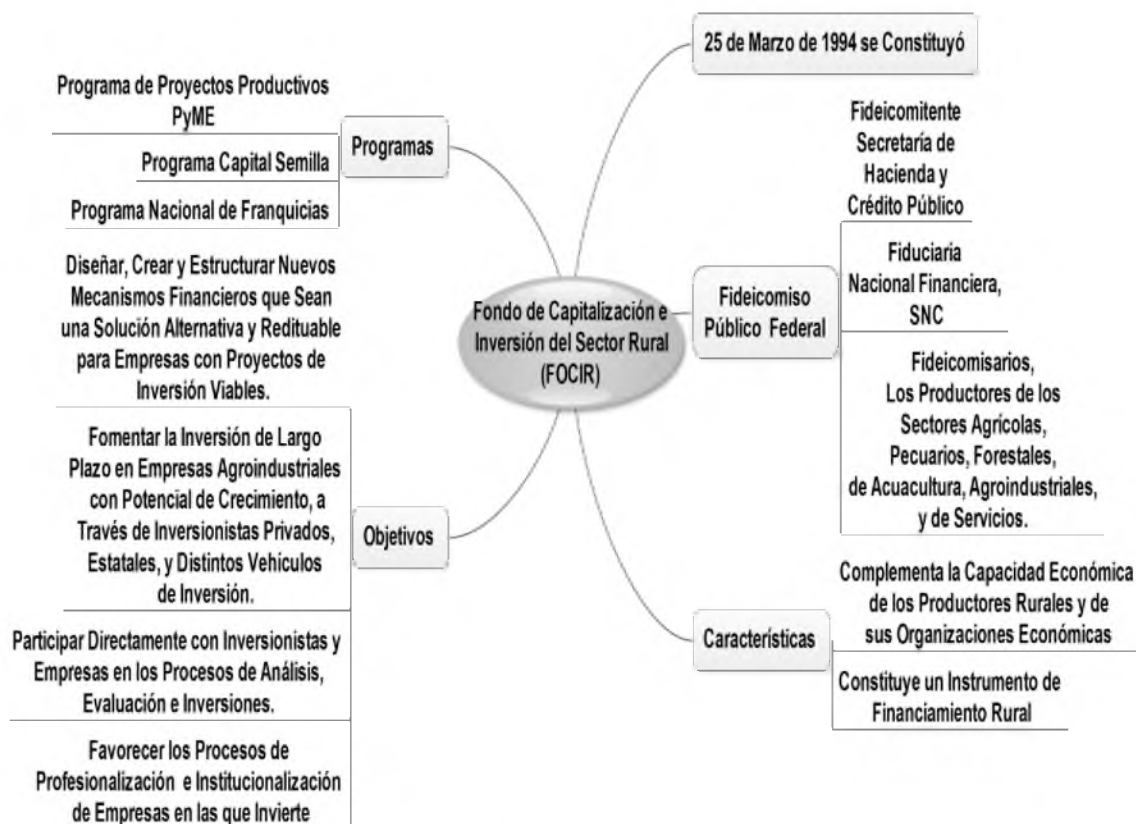 Fondo de Capitalización e
Inversión del Sector Rural
(FOCIR)
25 de Marzo de 1994 se Constituyó
Fideicomiso
Público Federal
Fideicomitente
Secretaría de
Hacienda y
Crédito Público
Fiduciaria
Nacional Financiera,
SNC
Fideicomisarios,
Los Productores de los
Sectores Agrícolas,
Pecuarios, Forestales,
de Acuacultura, Agroindustriales,
y de Servicios.
Características
Complementa la Capacidad Económica
de los Productores Rurales y de
sus Organizaciones Económicas
Constituye un Instrumento de
Financiamiento Rural
Programas
Programa de Proyectos Productivos
PyME
Programa Capital Semilla
Programa Nacional de Franquicias
Objetivos
Diseñar, Crear y Estructurar Nuevos
Mecanismos Financieros que Sean
una Solución Alternativa y Redituable
para Empresas con Proyectos de
Inversión Viables.
Fomentar la Inversión de Largo
Plazo en Empresas Agroindustriales
con Potencial de Crecimiento, a
Través de Inversionistas Privados,
Estatales, y Distintos Vehículos
de Inversión.
Participar Directamente con Inversionistas y
Empresas en los Procesos de Análisis,
Evaluación e Inversiones.
Favorecer los Procesos de
Profesionalización e Institucionalización
de Empresas en las que Invierte